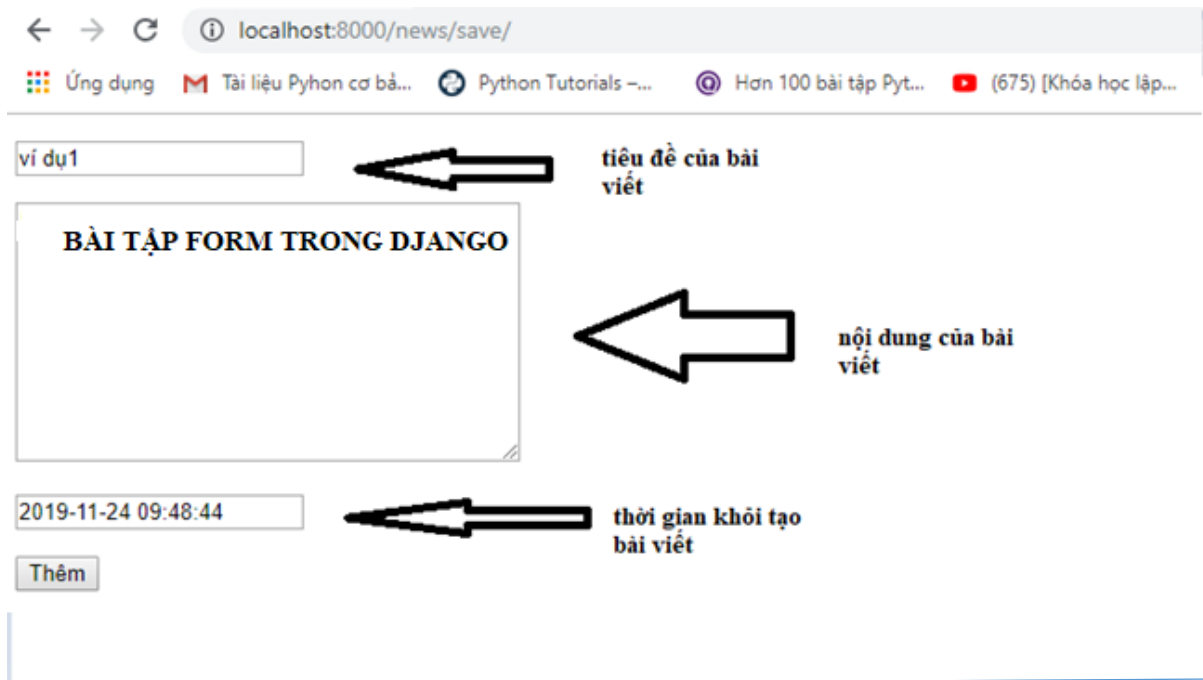 localhost:8000/news/save/
Ứng dụng Tài liệu Pyhon cơ bả... Python Tutorials –... Hơn 100 bài tập Pyt... (675) [Khóa học lập...
ví dụ1
tiêu đề của bài
viết
BÀI TẬP FORM TRONG DJANGO
nội dung của bài
viết
2019-11-24 09:48:44
thời gian khỏi tạo
bài viết
Thêm